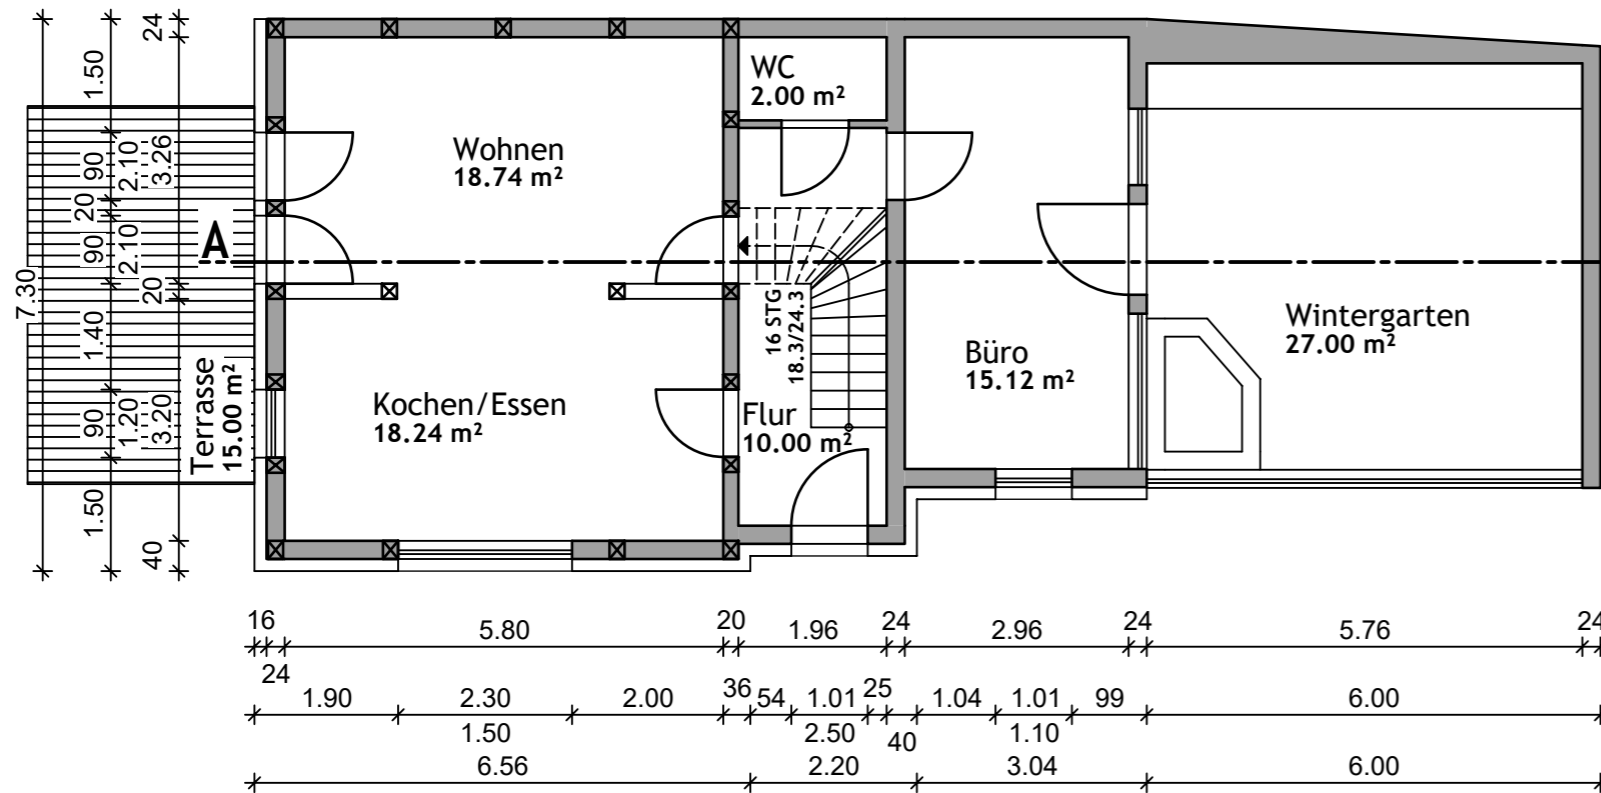 WC
2.00 m²
Wohnen
18.74 m²
A
16 STG
18.3/24.3
Wintergarten
27.00 m²
Büro
15.12 m²
Terrasse
15.00 m²
Kochen/Essen
18.24 m²
Flur
10.00 m²
7.30
1.50
90
20
90
1.40
90
1.50
2.10
2.10
1.20
24
3.26
20
3.20
40
16 5.80 20 1.96 24 2.96 24 5.76 24
24
1.90 2.30 2.00 36 54 1.01 25 1.04 1.01 99 6.00
1.50 2.50 40 1.10
6.56 2.20 3.04 6.00